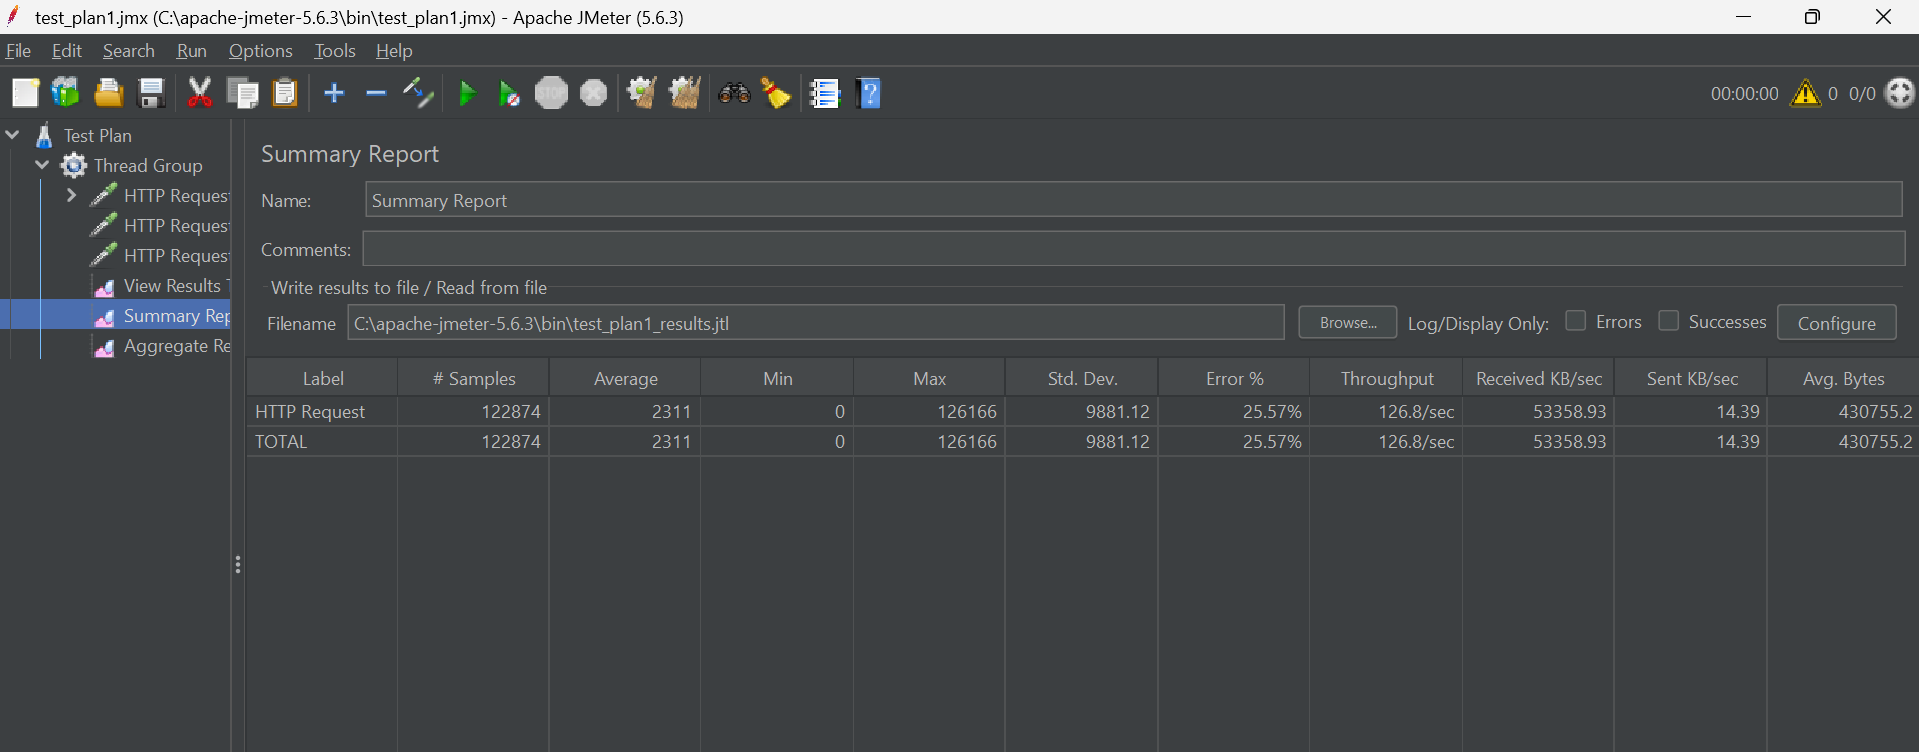 test_plan1.jmx (C:\apache-jmeter-5.6.3\bin\test_plan1.jmx) - Apache JMeter (5.6.3)
File Edit Search Run Options Tools Help
STOP 00:00:00 0 0/0
Test Plan
Thread Group
HTTP Reques
HTTP Reques
HTTP Reques
View Results
Summary Rep
Aggregate Re
Summary Report
Name: Summary Report
Comments:
Write results to file / Read from file
Filename C:\apache-jmeter-5.6.3\bin\test_plan1_results.jtl Browse... Log/Display Only: Errors Successes Configure
Label # Samples Average Min Max Std. Dev. Error % Throughput Received KB/sec Sent KB/sec Avg. Bytes
HTTP Request 122874 2311 0 126166 9881.12 25.57% 126.8/sec 53358.93 14.39 430755.2
TOTAL 122874 2311 0 126166 9881.12 25.57% 126.8/sec 53358.93 14.39 430755.2